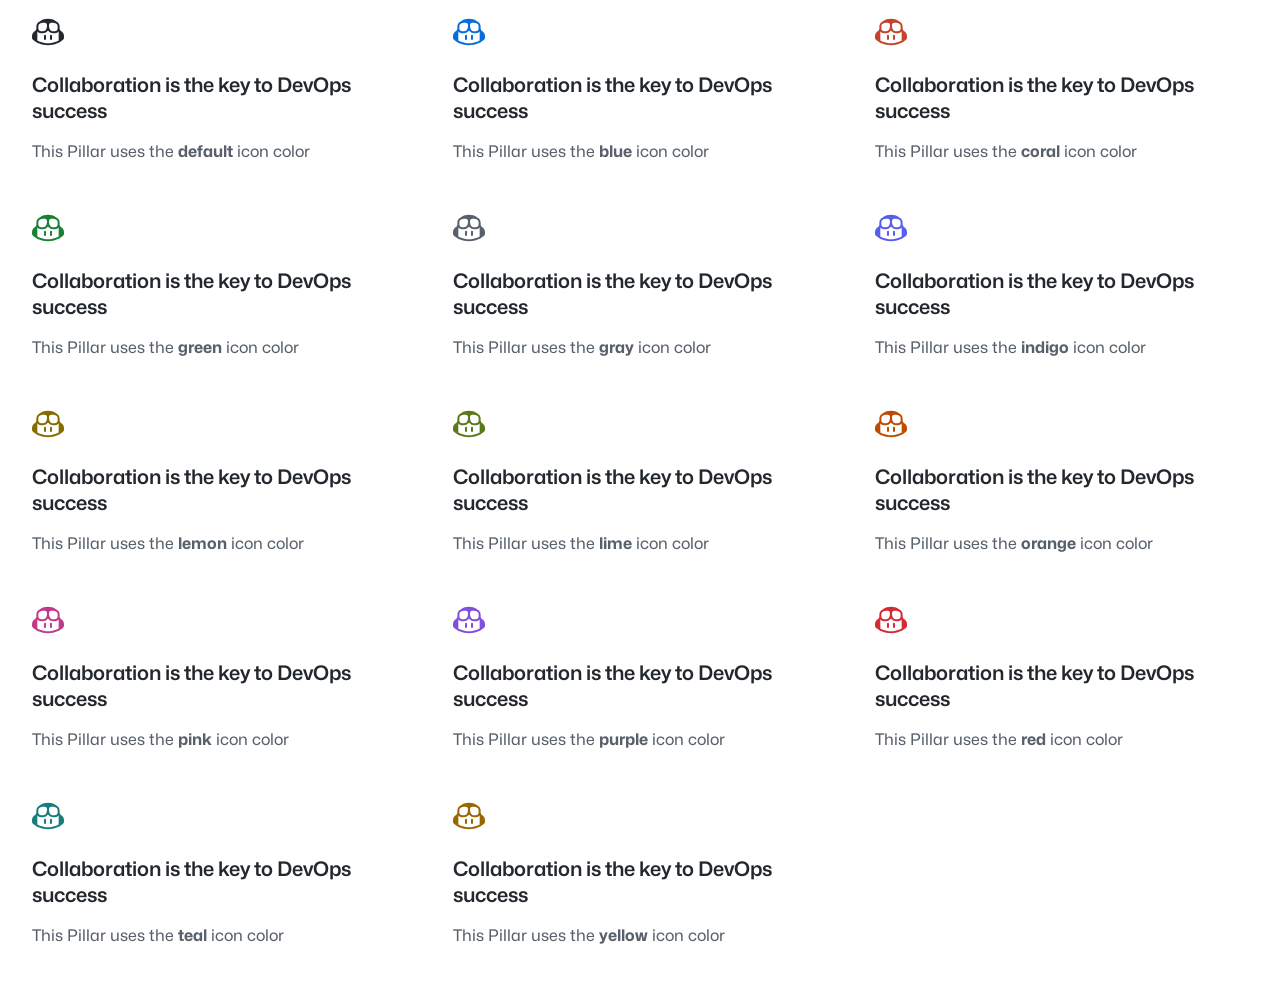 Collaboration is the key to DevOps
success
This Pillar uses the default icon color
Collaboration is the key to DevOps
success
This Pillar uses the blue icon color
Collaboration is the key to DevOps
success
This Pillar uses the coral icon color
Collaboration is the key to DevOps
success
This Pillar uses the green icon color
Collaboration is the key to DevOps
success
This Pillar uses the gray icon color
Collaboration is the key to DevOps
success
This Pillar uses the indigo icon color
Collaboration is the key to DevOps
success
This Pillar uses the lemon icon color
Collaboration is the key to DevOps
success
This Pillar uses the lime icon color
Collaboration is the key to DevOps
success
This Pillar uses the orange icon color
Collaboration is the key to DevOps
success
This Pillar uses the pink icon color
Collaboration is the key to DevOps
success
This Pillar uses the purple icon color
Collaboration is the key to DevOps
success
This Pillar uses the red icon color
Collaboration is the key to DevOps
success
This Pillar uses the teal icon color
Collaboration is the key to DevOps
success
This Pillar uses the yellow icon color